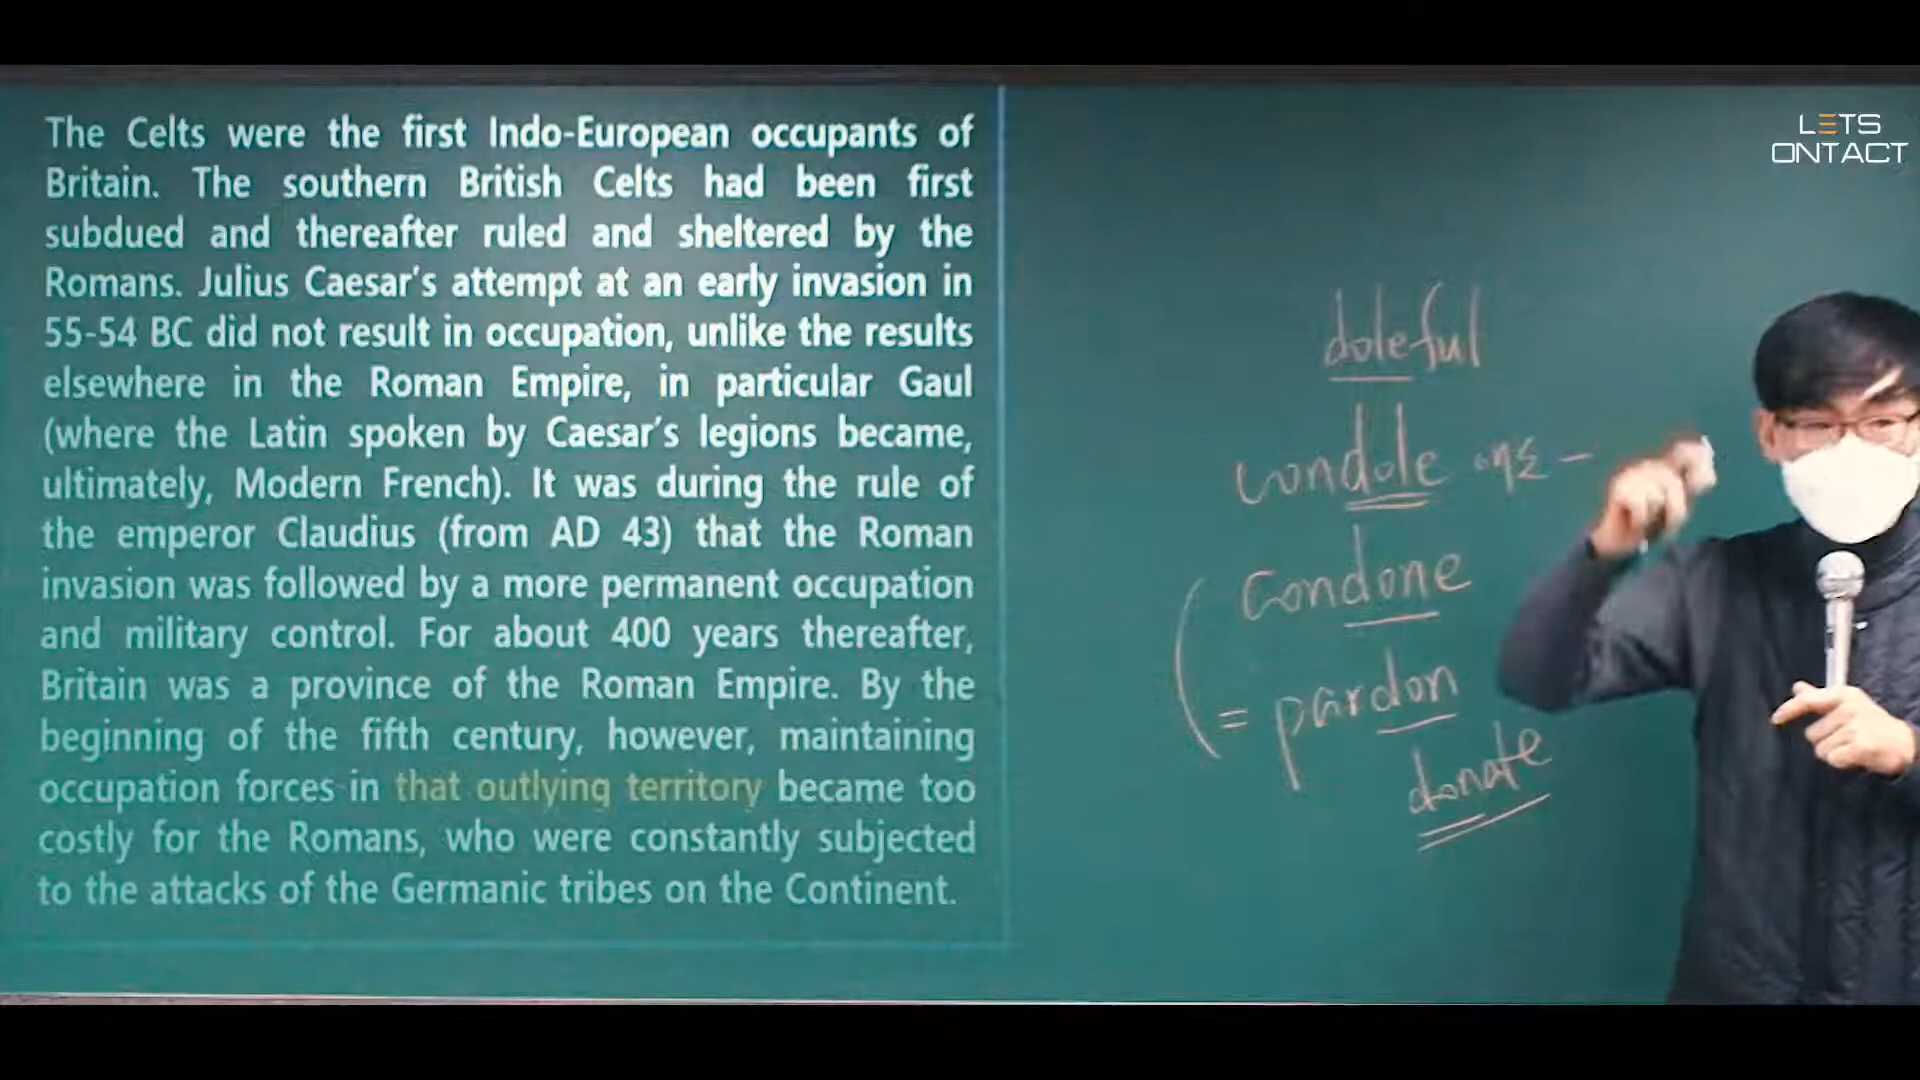 The Celts were the first Indo-European occupants of
Britain. The southern British Celts had been first
subdued and thereafter ruled and sheltered by the
Romans. Julius Caesar's attempt at an early invasion in
55-54 BC did not result in occupation, unlike the results
elsewhere in the Roman Empire, in particular Gaul
(where the Latin spoken by Caesar's legions became,
ultimately, Modern French). It was during the rule of
the emperor Claudius (from AD 43) that the Roman
invasion was followed by a more permanent occupation
and military control. For about 400 years thereafter,
Britain was a province of the Roman Empire. By the
beginning of the fifth century, however, maintaining
occupation forces in that outlying territory became too
costly for the Romans, who were constantly subjected
to the attacks of the Germanic tribes on the Continent.
LETS
ONTACT
doleful
condole
condone
= pardon
donate